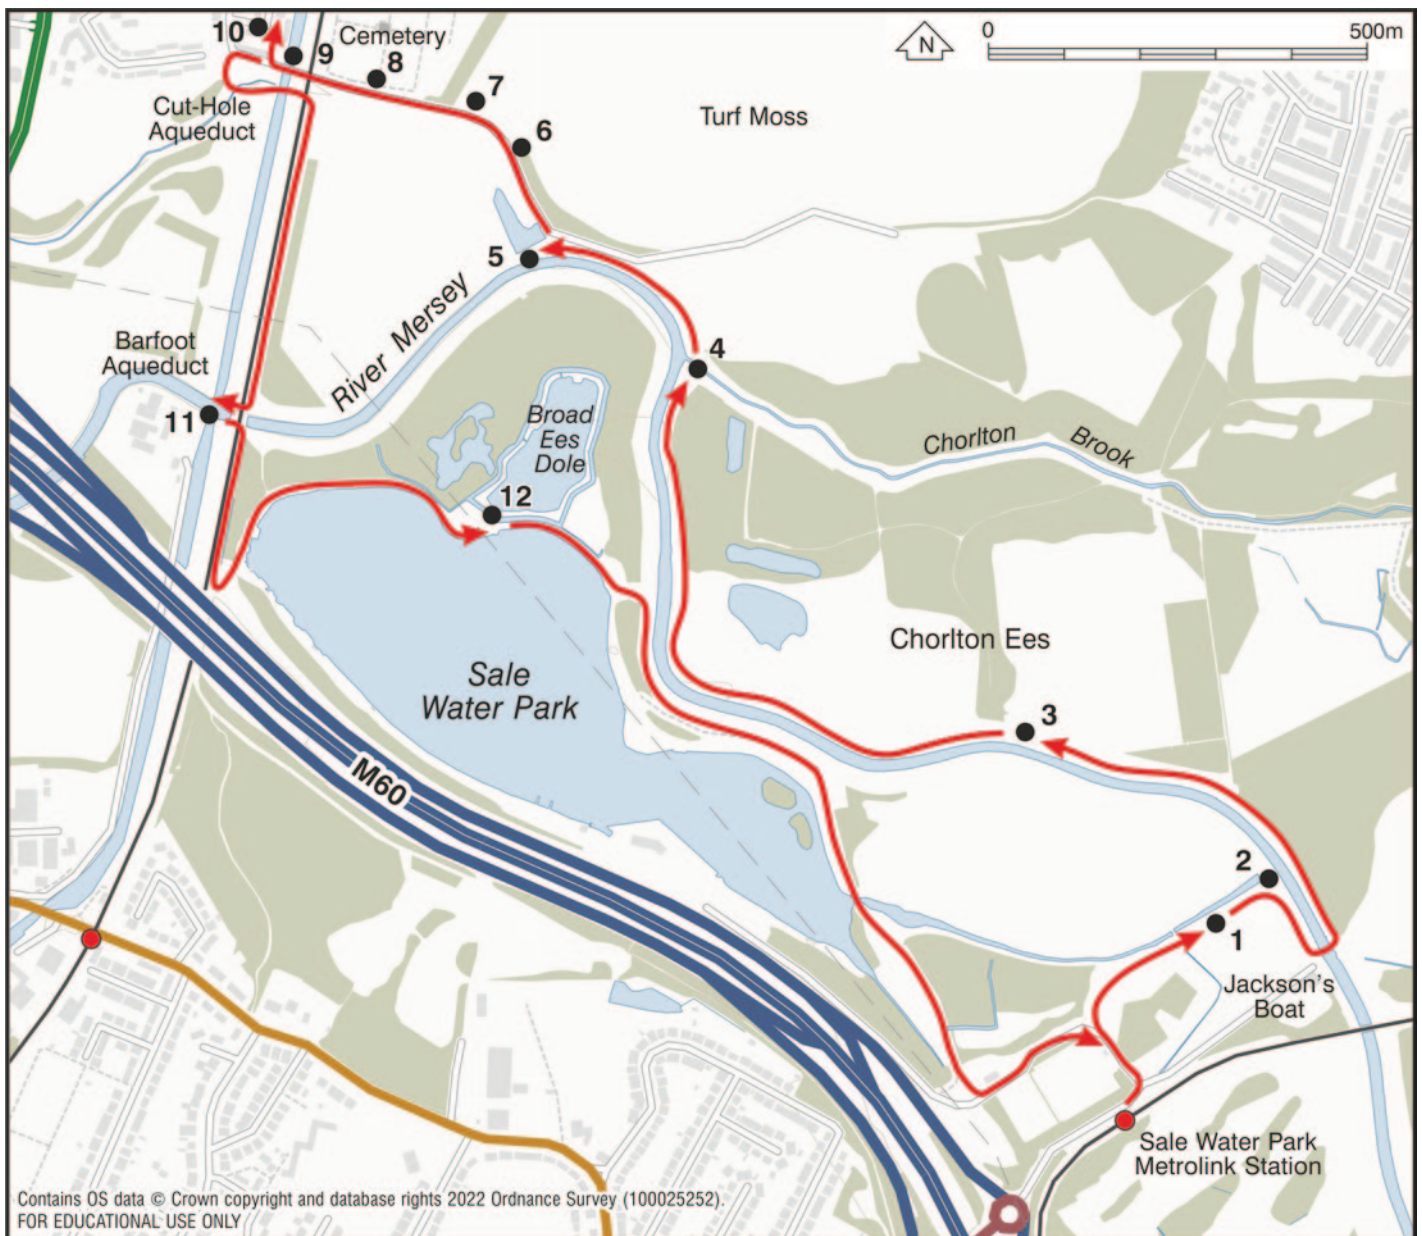 10
9
Cemetery
8
7
6
N
0
500m
Cut-Hole
Aqueduct
Turf Moss
5
River Mersey
4
Barfoot
Aqueduct
11
Broad
Ees
Dole
12
Chorlton Brook
Chorlton Ees
Sale
Water Park
3
M60
2
1
Jackson's
Boat
Sale Water Park
Metrolink Station
Contains OS data © Crown copyright and database rights 2022 Ordnance Survey (100025252).
FOR EDUCATIONAL USE ONLY